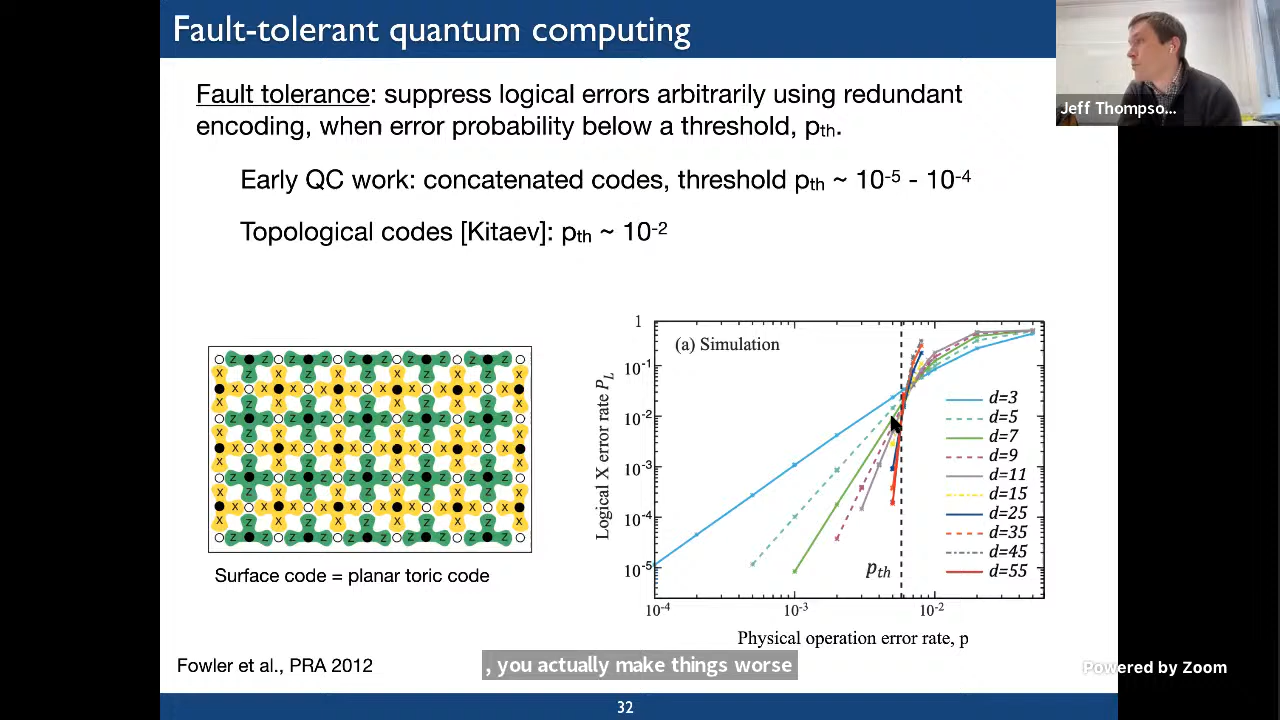 Fault-tolerant quantum computing
Jeff Thompso...
Fault tolerance: suppress logical errors arbitrarily using redundant
encoding, when error probability below a threshold, pth.
Early QC work: concatenated codes, threshold pth ~ 10-5 - 10-4
Topological codes [Kitaev]: pth ~ 10-2
Surface code = planar toric code
(a) Simulation
Logical X error rate PL
1
10-1
10-2
10-3
10-4
10-5
d=3
d=5
d=7
d=9
d=11
d=15
d=25
d=35
d=45
d=55
pth
10-4 10-3 10-2
Physical operation error rate, p
Fowler et al., PRA 2012
, you actually make things worse
Powered by Zoom
32